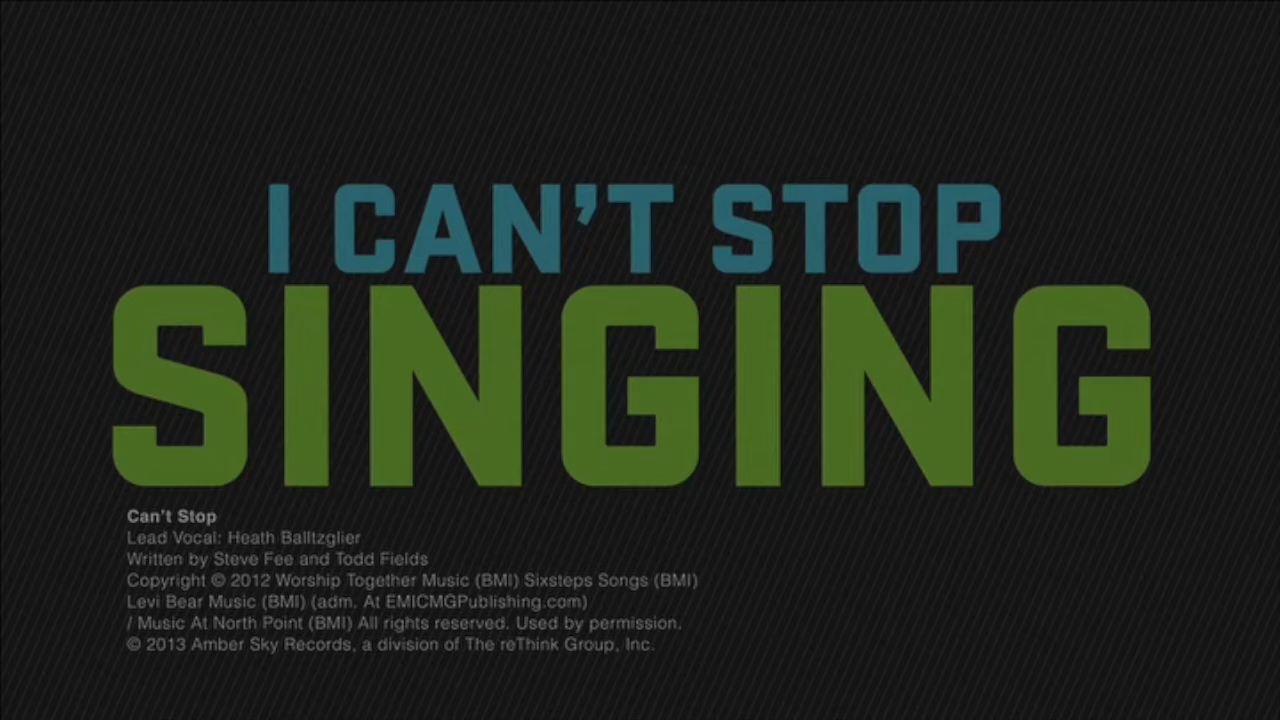 I CAN'T STOP
SINGING
Can't Stop
Lead Vocal: Heath Balltzglier
Written by Steve Fee and Todd Fields
Copyright © 2012 Worship Together Music (BMI) Sixsteps Songs (BMI)
Levi Bear Music (BMI) (adm. At EMICMGPublishing.com)
/ Music At North Point (BMI) All rights reserved. Used by permission.
© 2013 Amber Sky Records, a division of The reThink Group, Inc.